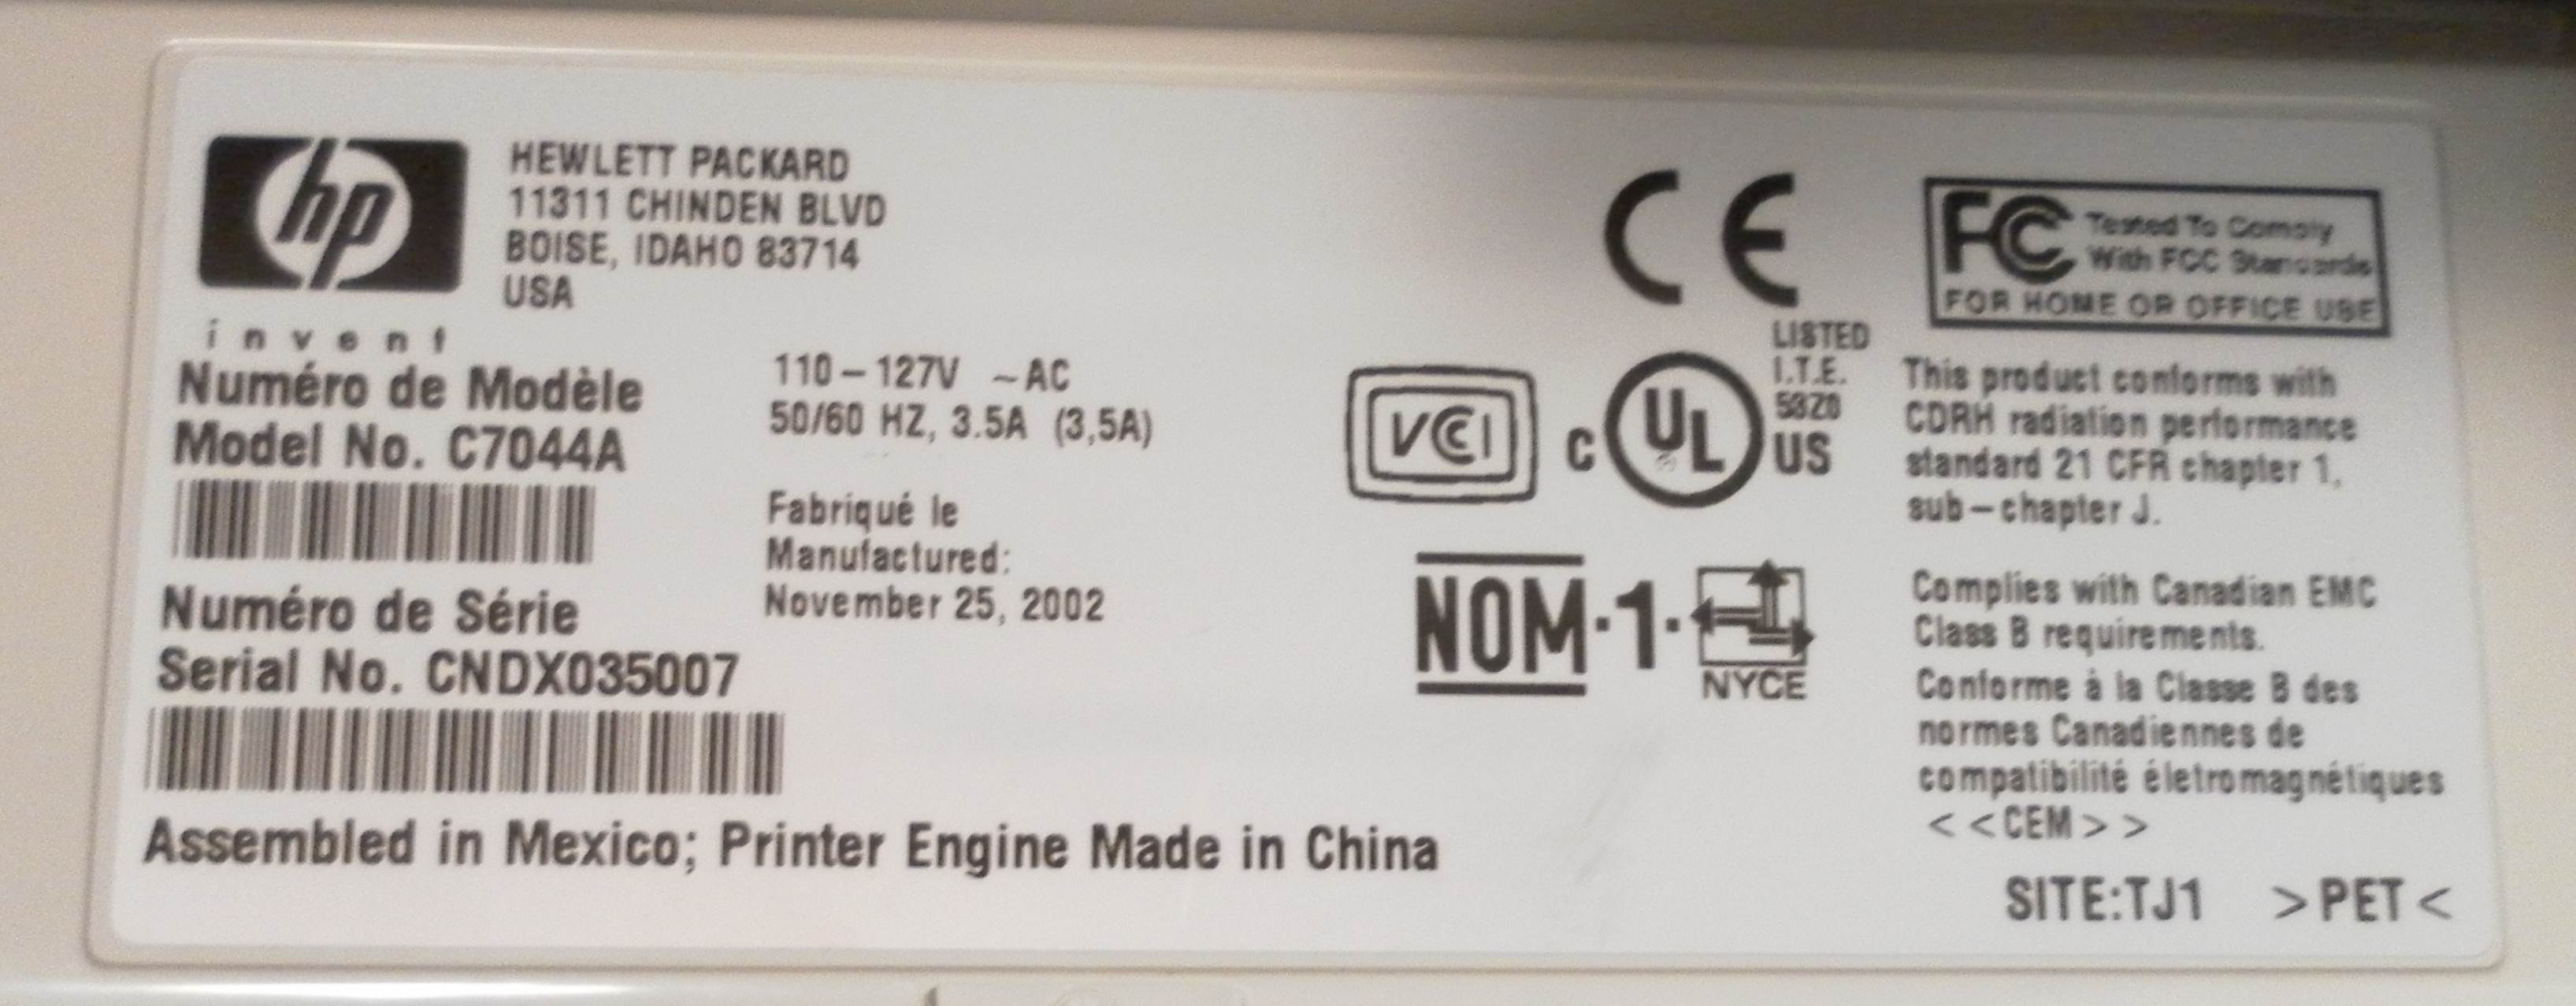 hp
invent
HEWLETT PACKARD
11311 CHINDEN BLVD
BOISE, IDAHO 83714
USA
Numéro de Modèle
Model No. C7044A
110-127V ~AC
50/60 HZ, 3.5A (3,5A)
Fabriqué le
Manufactured:
November 25, 2002
Numéro de Série
Serial No. CNDX035007
Assembled in Mexico; Printer Engine Made in China
CE
FC Tested To Comply
With FCC Standards
FOR HOME OR OFFICE USE
VCCI
C UL US
LISTED
I.T.E.
53Z0
NOM·1·
NYCE
This product conforms with
CDRH radiation performance
standard 21 CFR chapter 1,
sub-chapter J.
Complies with Canadian EMC
Class B requirements.
Conforme à la Classe B des
normes Canadiennes de
compatibilité életromagnétiques
<<CEM>>
SITE:TJ1 >PET<